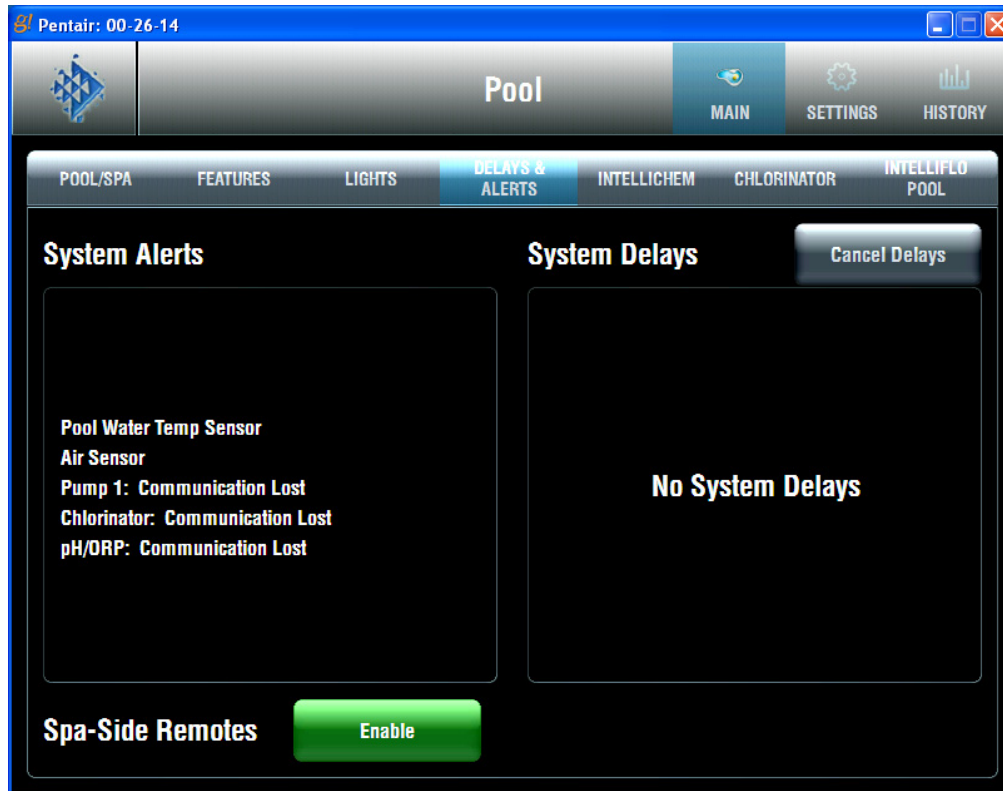 g! Pentair: 00-26-14
Pool
MAIN
SETTINGS
HISTORY
POOL/SPA
FEATURES
LIGHTS
DELAYS &
ALERTS
INTELLICHEM
CHLORINATOR
INTELLIFLO
POOL
System Alerts
Pool Water Temp Sensor
Air Sensor
Pump 1: Communication Lost
Chlorinator: Communication Lost
pH/ORP: Communication Lost
System Delays
Cancel Delays
No System Delays
Spa-Side Remotes
Enable